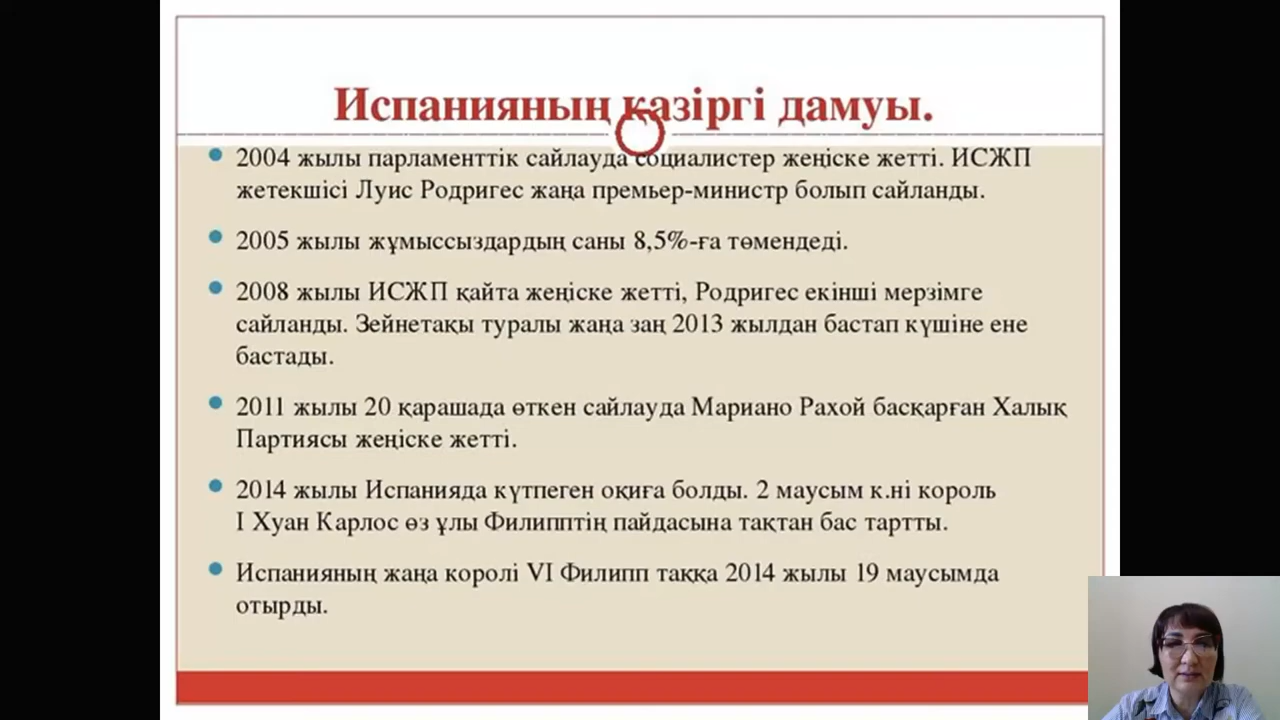 Испанияның қазіргі дамуы.
2004 жылы парламенттік сайлауда социалистер жеңіске жетті. ИСЖП
жетекшісі Луис Родригес жаңа премьер-министр болып сайланды.
2005 жылы жұмыссыздардың саны 8,5%-ға төмендеді.
2008 жылы ИСЖП қайта жеңіске жетті, Родригес екінші мерзімге
сайланды. Зейнетақы туралы жаңа заң 2013 жылдан бастап күшіне ене
бастады.
2011 жылы 20 қарашада өткен сайлауда Мариано Рахой басқарған Халық
Партиясы жеңіске жетті.
2014 жылы Испанияда күтпеген оқиға болды. 2 маусым к.ні король
I Хуан Карлос өз ұлы Филипптің пайдасына тақтан бас тартты.
Испанияның жаңа королі VI Филипп таққа 2014 жылы 19 маусымда
отырды.